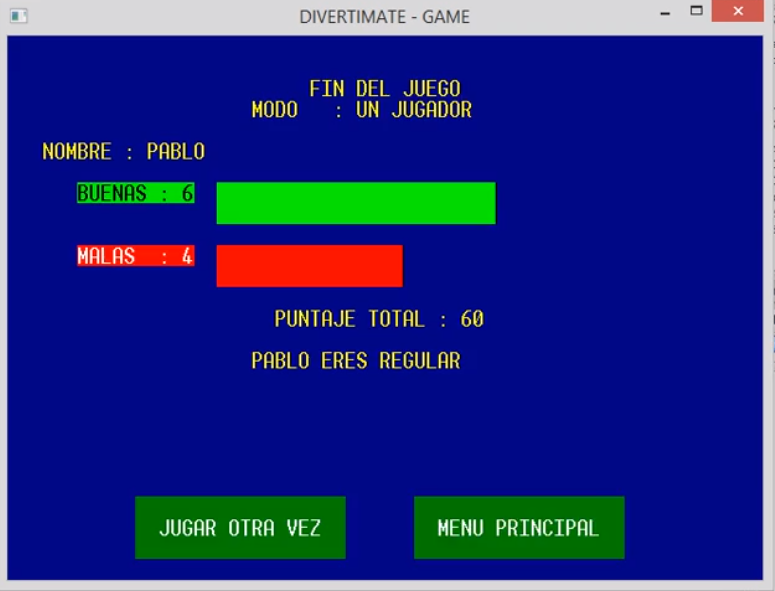 DIVERTIMATE - GAME
FIN DEL JUEGO
MODO : UN JUGADOR
NOMBRE : PABLO
BUENAS : 6
MALAS : 4
PUNTAJE TOTAL : 60
PABLO ERES REGULAR
JUGAR OTRA VEZ
MENU PRINCIPAL